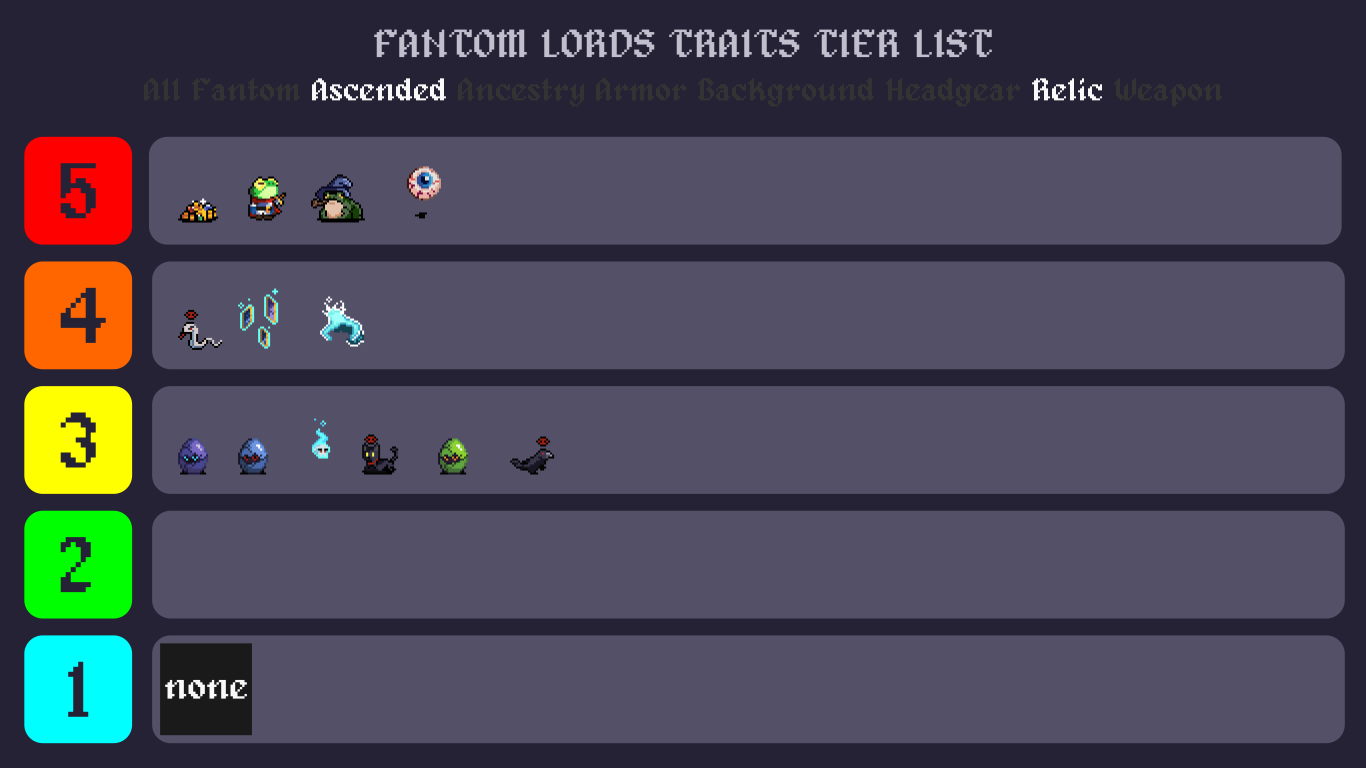 FANTOM LORDS TRAITS TIER LIST
All Fantom Ascended Ancestry Armor Background Headgear Relic Weapon
5
4
3
2
1
none